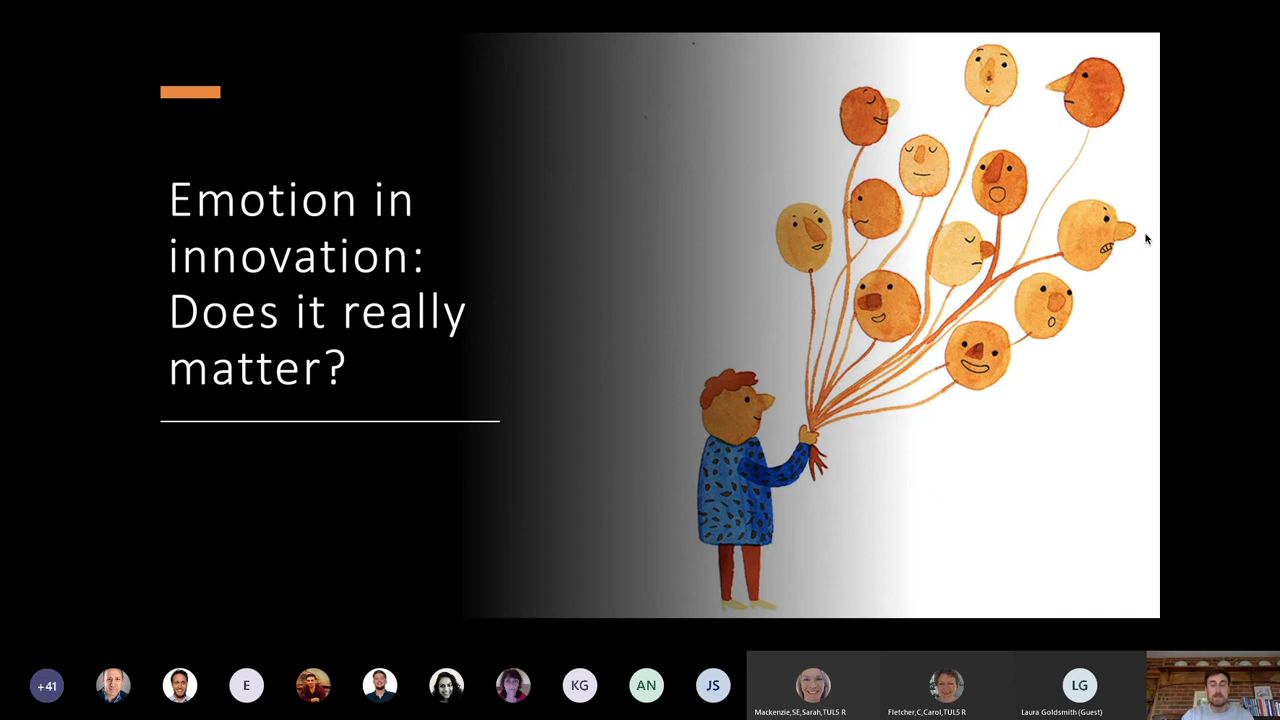 Emotion in
innovation:
Does it really
matter?
+41
E
KG
AN
JS
LG
Mackenzie,SE,Sarah,TUL5 R
Fletcher,C,Carol,TUL5 R
Laura Goldsmith (Guest)